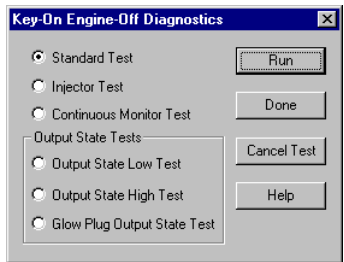 Key-On Engine-Off Diagnostics
Standard Test
Injector Test
Continuous Monitor Test
Output State Tests
Output State Low Test
Output State High Test
Glow Plug Output State Test
Run
Done
Cancel Test
Help